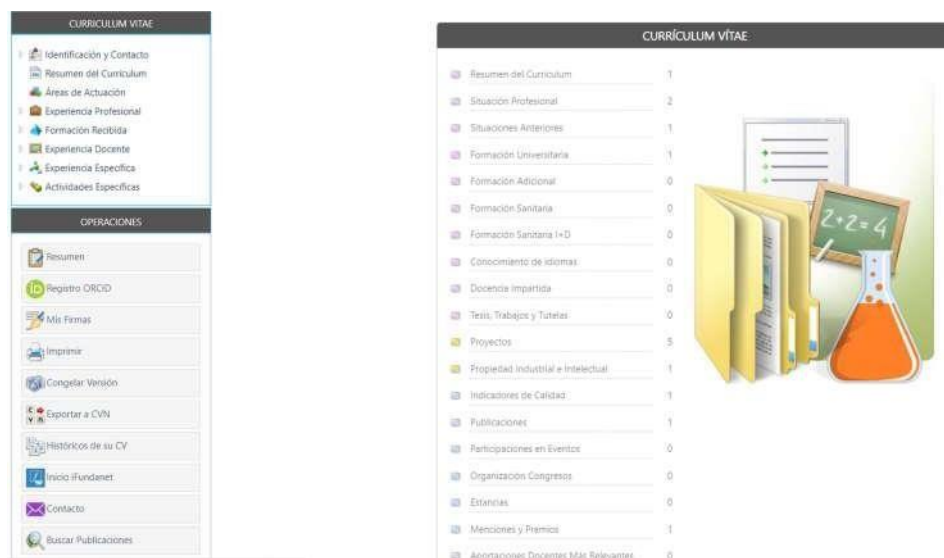 CURRICULUM VITAE
Identificación y Contacto
Resumen del Curriculum
Áreas de Actuación
Experiencia Profesional
Formación Recibida
Experiencia Docente
Experiencia Específica
Actividades Específicas
OPERACIONES
Resumen
iD Registro ORCID
Mis Firmas
Imprimir
Congelar Versión
C V N Exportar a CVN
Históricos de su CV
Inicio iFundanet
Contacto
Buscar Publicaciones
CURRÍCULUM VÍTAE
Resumen del Curriculum 1
Situación Profesional 2
Situaciones Anteriores 1
Formación Universitaria 1
Formación Adicional 0
Formación Sanitaria 0
Formación Sanitaria I+D 0
Conocimiento de idiomas 0
Docencia Impartida 0
Tesis, Trabajos y Tutelas 0
Proyectos 5
Propiedad Industrial e Intelectual 1
Indicadores de Calidad 1
Publicaciones 1
Participaciones en Eventos 0
Organización Congresos 0
Estancias 0
Menciones y Premios 1
Aportaciones Docentes Más Relevantes 0
2+2=4